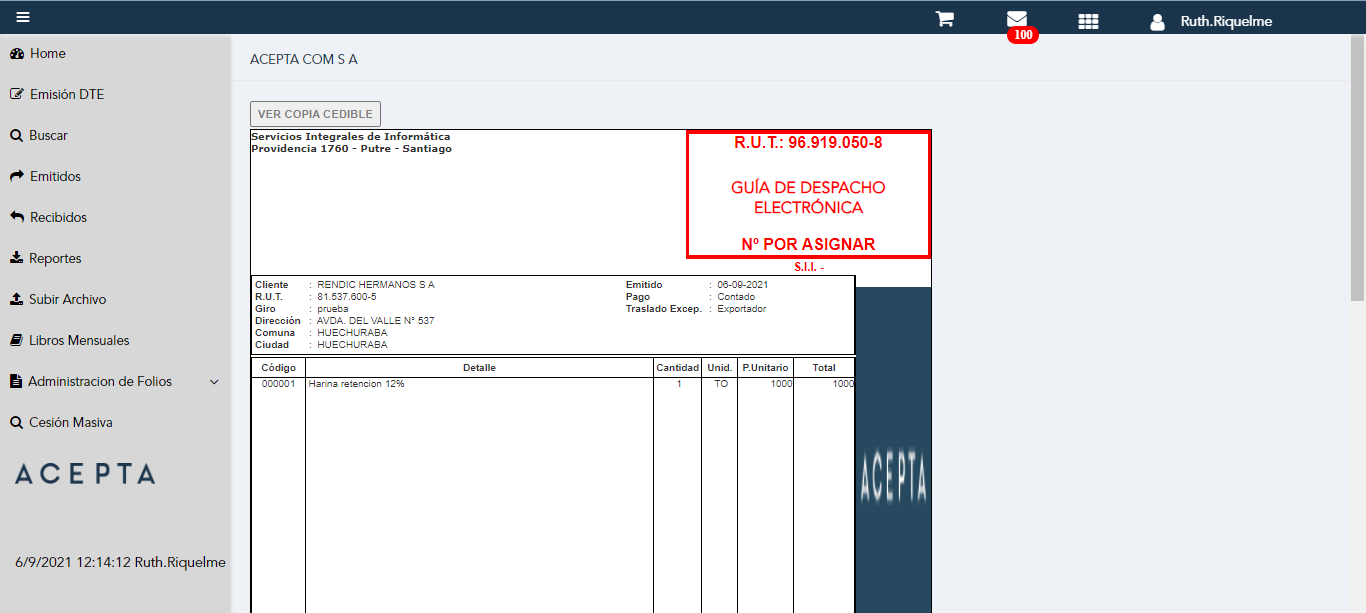 100
Ruth.Riquelme
Home
Emisión DTE
Buscar
Emitidos
Recibidos
Reportes
Subir Archivo
Libros Mensuales
Administracion de Folios
Cesión Masiva
ACEPTA
6/9/2021 12:14:12 Ruth.Riquelme
ACEPTA COM S A
VER COPIA CEDIBLE
Servicios Integrales de Informática
Providencia 1760 - Putre - Santiago
R.U.T.: 96.919.050-8
GUÍA DE DESPACHO
ELECTRÓNICA
Nº POR ASIGNAR
S.I.I. -
Cliente : RENDIC HERMANOS S A
R.U.T. : 81.537.600-5
Giro : prueba
Dirección : AVDA. DEL VALLE N° 537
Comuna : HUECHURABA
Ciudad : HUECHURABA
Emitido : 06-09-2021
Pago : Contado
Traslado Excep. : Exportador
Código Detalle Cantidad Unid. P.Unitario Total
000001 Harina retencion 12% 1 TO 1000 1000
ACEPTA